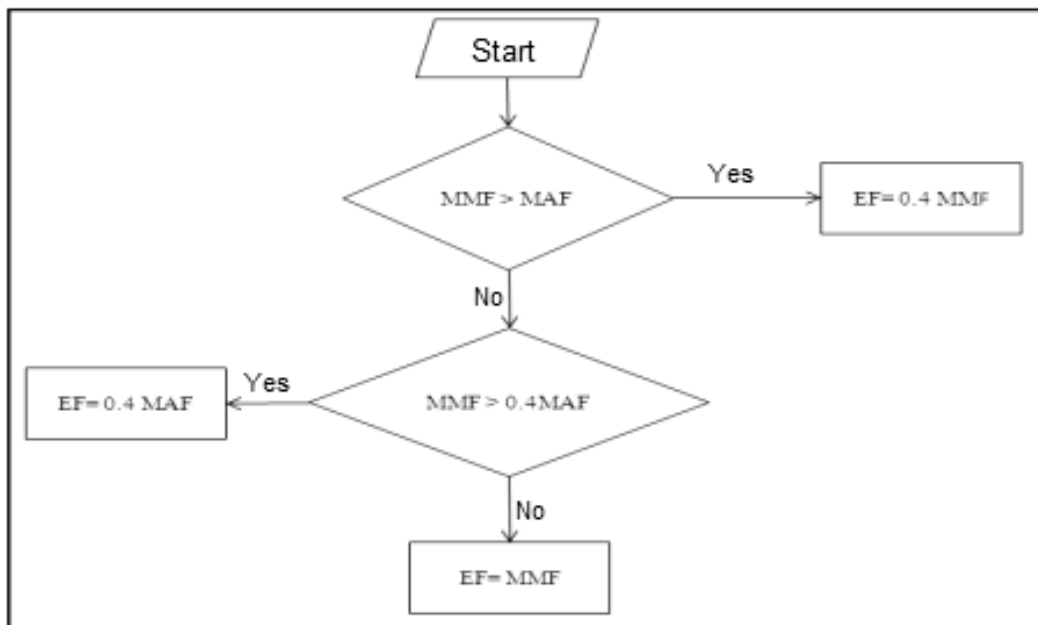 Start
MMF > MAF
Yes
EF= 0.4 MMF
No
MMF > 0.4MAF
Yes
EF= 0.4 MAF
No
EF= MMF